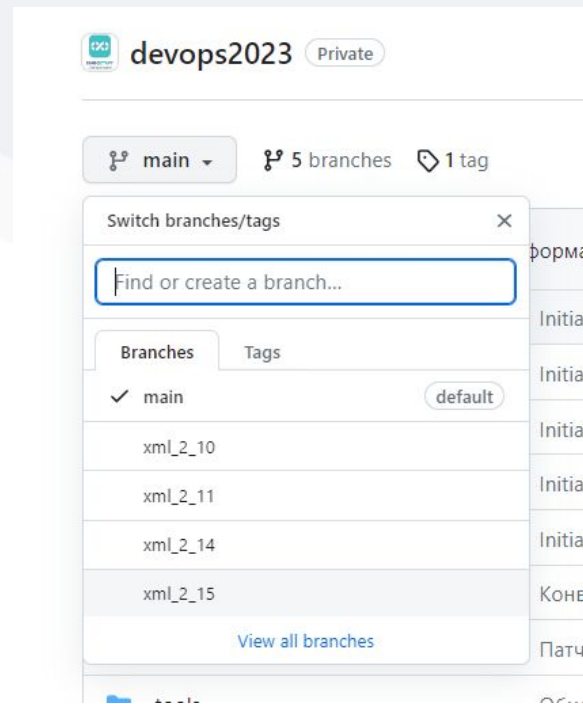 devops2023 Private
main 5 branches 1 tag
Switch branches/tags
Find or create a branch...
Branches Tags
main default
xml_2_10
xml_2_11
xml_2_14
xml_2_15
View all branches
форма
Initia
Initia
Initia
Initia
Initia
Конв
Патч